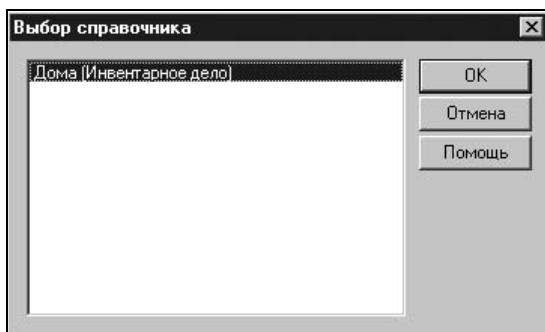 Выбор справочника
Дома (Инвентарное дело)
OK
Отмена
Помощь